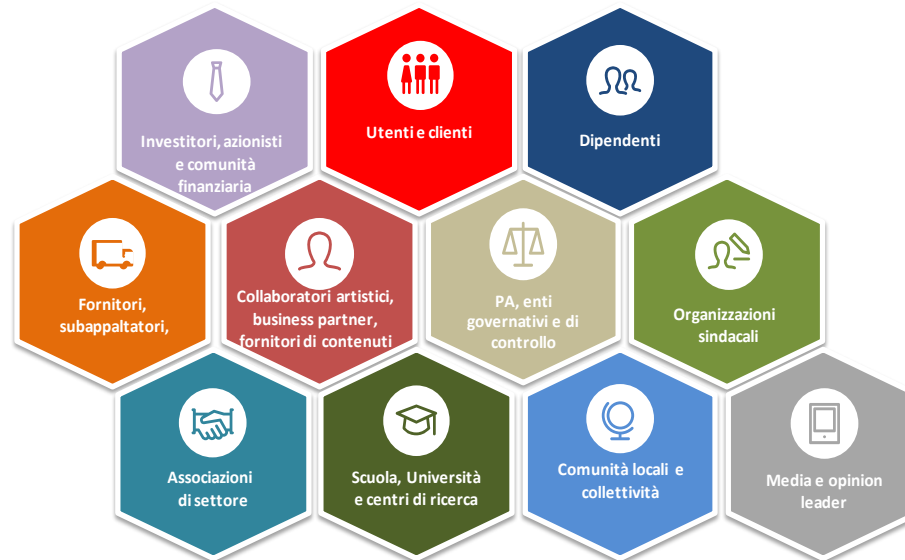 Investitori, azionisti
e comunità
finanziaria
Utenti e clienti
Dipendenti
Fornitori,
subappaltatori,
Collaboratori artistici,
business partner,
fornitori di contenuti
PA, enti
governativi e di
controllo
Organizzazioni
sindacali
Associazioni
di settore
Scuola, Università
e centri di ricerca
Comunità locali e
collettività
Media e opinion
leader